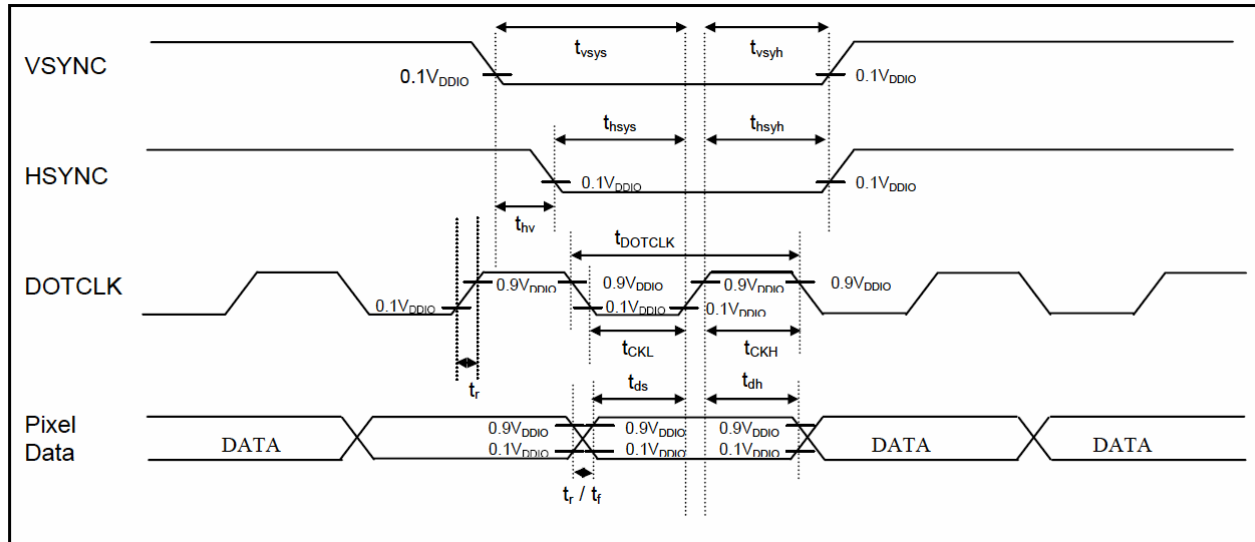 t_vsys t_vsyh
VSYNC
0.1V_DDIO 0.1V_DDIO
t_hsys t_hsyh
HSYNC
0.1V_DDIO 0.1V_DDIO
t_hv
t_DOTCLK
DOTCLK
0.9V_DDIO 0.9V_DDIO 0.9V_DDIO 0.9V_DDIO
0.1V_DDIO 0.1V_DDIO 0.1V_DDIO
t_CKL t_CKH
t_r
t_ds t_dh
Pixel
Data
0.9V_DDIO 0.9V_DDIO 0.9V_DDIO
DATA DATA DATA
0.1V_DDIO 0.1V_DDIO 0.1V_DDIO
t_r / t_f